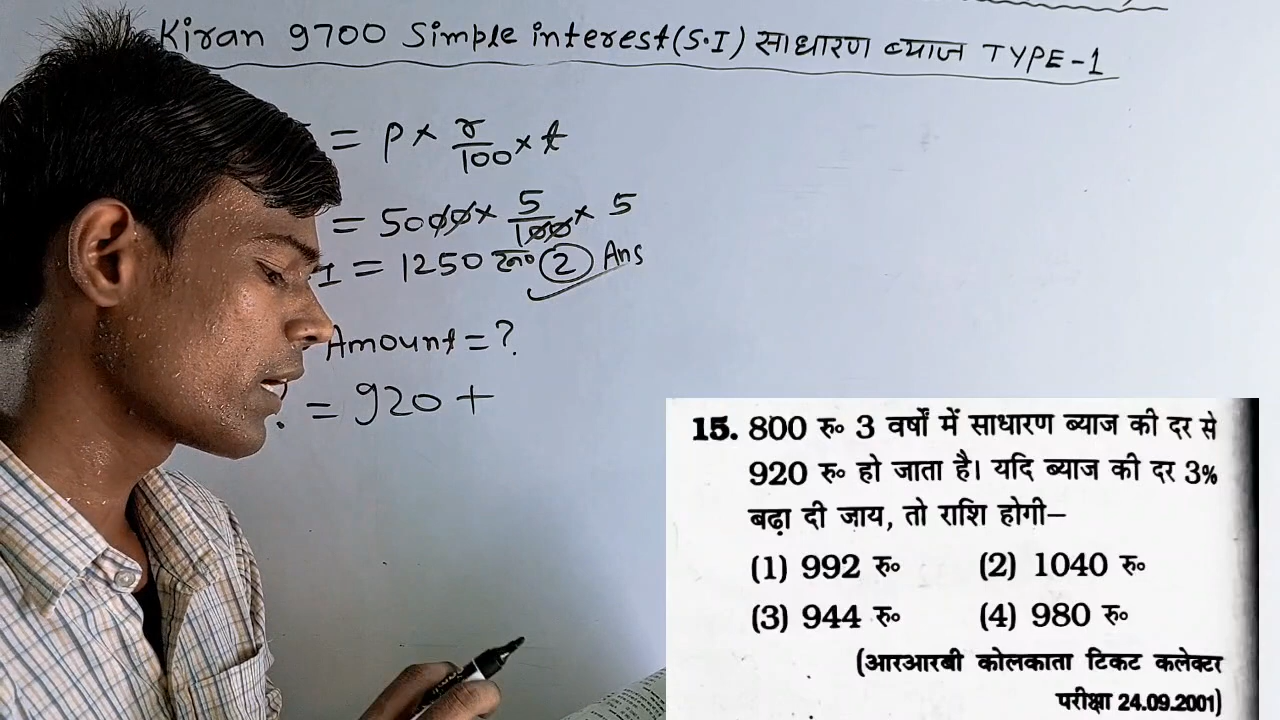 Kiran 9700 Simple interest (S.I) साधारण ब्याज TYPE-1
= P × r/100 × t
= 5000 × 5/100 × 5
I = 1250 रु० (2) Ans
Amount = ?
= 920 +
15. 800 रु० 3 वर्षों में साधारण ब्याज की दर से
920 रु० हो जाता है। यदि ब्याज की दर 3%
बढ़ा दी जाय, तो राशि होगी–
(1) 992 रु० (2) 1040 रु०
(3) 944 रु० (4) 980 रु०
(आरआरबी कोलकाता टिकट कलेक्टर
परीक्षा 24.09.2001)